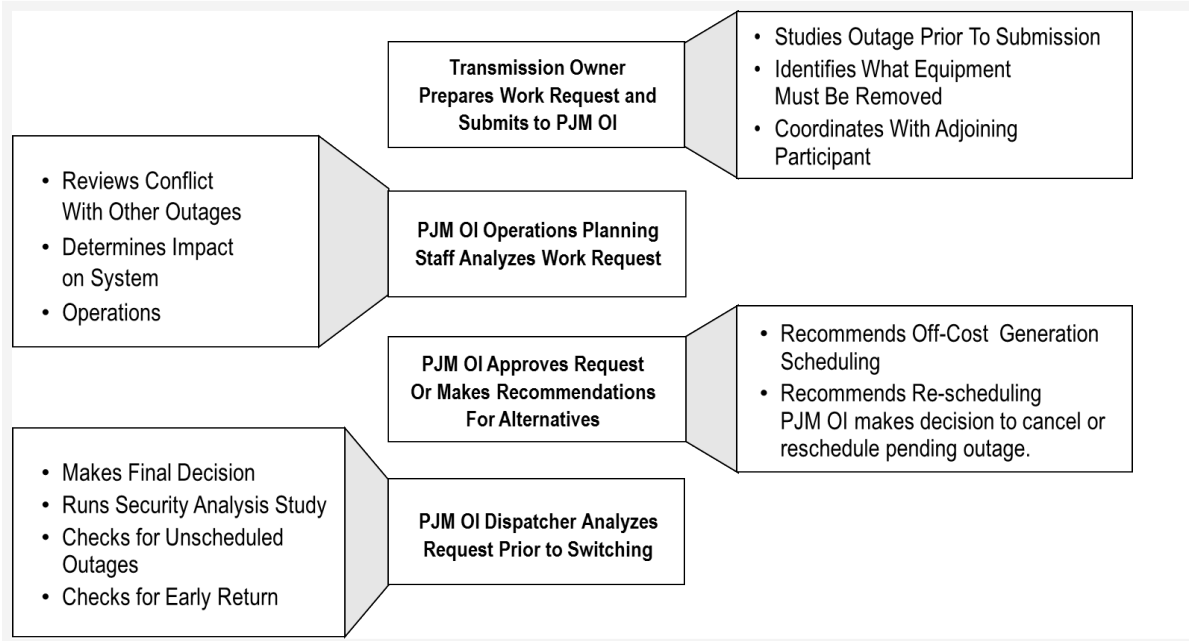 Transmission Owner
Prepares Work Request and
Submits to PJM OI
• Studies Outage Prior To Submission
• Identifies What Equipment
Must Be Removed
• Coordinates With Adjoining
Participant
• Reviews Conflict
With Other Outages
• Determines Impact
on System
• Operations
PJM OI Operations Planning
Staff Analyzes Work Request
PJM OI Approves Request
Or Makes Recommendations
For Alternatives
• Recommends Off-Cost Generation
Scheduling
• Recommends Re-scheduling
PJM OI makes decision to cancel or
reschedule pending outage.
• Makes Final Decision
• Runs Security Analysis Study
• Checks for Unscheduled
Outages
• Checks for Early Return
PJM OI Dispatcher Analyzes
Request Prior to Switching